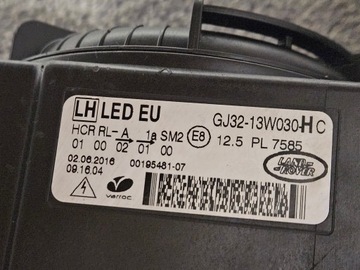 LH LED EU GJ32-13W030-H C
HCR RL-A 1a SM2 E8 12.5 PL 7585
01 00 02 01 00
02.06.2016 00195481-07
09.16.04
varroc
LAND-
ROVER